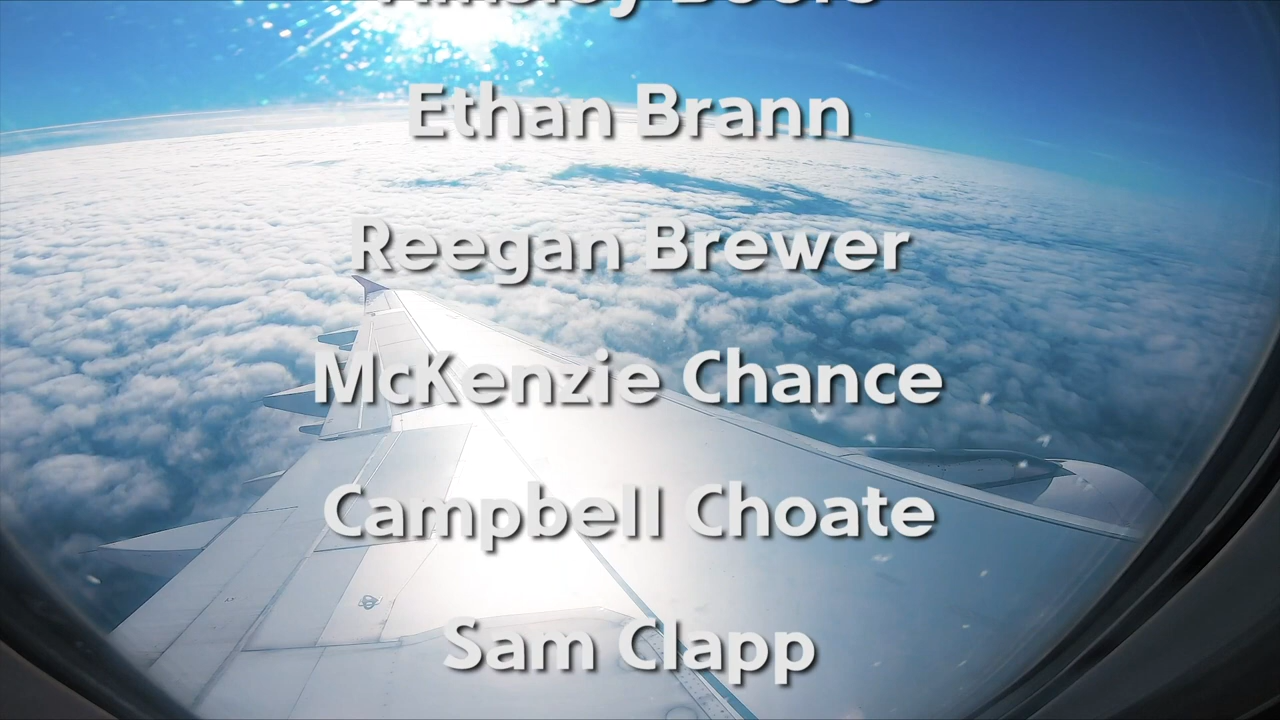 Ethan Brann
Reegan Brewer
McKenzie Chance
Campbell Choate
Sam Clapp